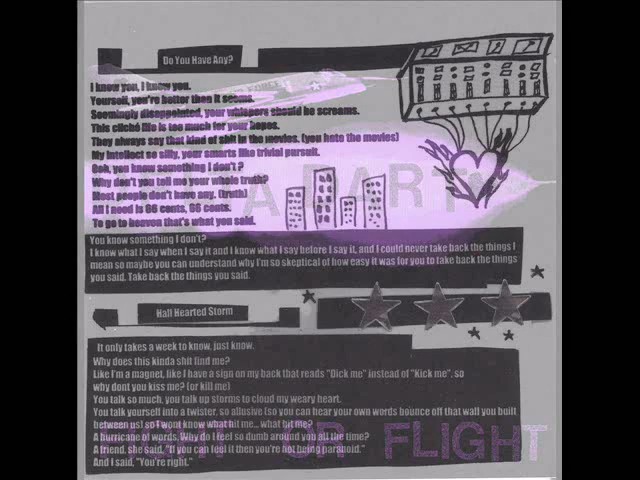 Do You Have Any?
I know you, I know you.
Yourself, you're better than it seems.
Seemingly disappointed, your whispers should be screams.
This cliché life is too much for your hopes.
They always say that kind of shit in the movies. (you hate the movies)
My intellect so silly, your smarts like trivial pursuit.
Ooh, you know something I don't ?
Why don't you tell me your whole truth?
Most people don't have any. (truth)
All I need is 66 cents, 66 cents.
To go to heaven that's what you said.
A PART
You know something I don't?
I know what I say when I say it and I know what I say before I say it, and I could never take back the things I
mean so maybe you can understand why I'm so skeptical of how easy it was for you to take back the things
you said. Take back the things you said.
Half Hearted Storm
It only takes a week to know, just know.
Why does this kinda shit find me?
Like I'm a magnet, like I have a sign on my back that reads "Dick me" instead of "Kick me", so
why dont you kiss me? (or kill me)
You talk so much, you talk up storms to cloud my weary heart.
You talk yourself into a twister, so allusive (so you can hear your own words bounce off that wall you built
between us) so I wont know what hit me... what hit me?
A hurricane of words, Why do I feel so dumb around you all the time?
A friend, she said, "If you can feel it then you're not being paranoid."
And I said, "You're right."
FIGHT OR FLIGHT